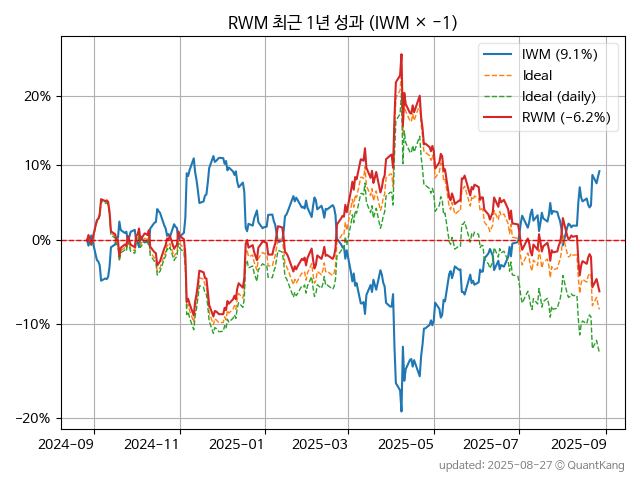 RWM 최근 1년 성과 (IWM × −1)
IWM (9.1%)
Ideal
Ideal (daily)
RWM (−6.2%)
20%
10%
0%
−10%
−20%
2024-09 2024-11 2025-01 2025-03 2025-05 2025-07 2025-09
updated: 2025-08-27 © QuantKang